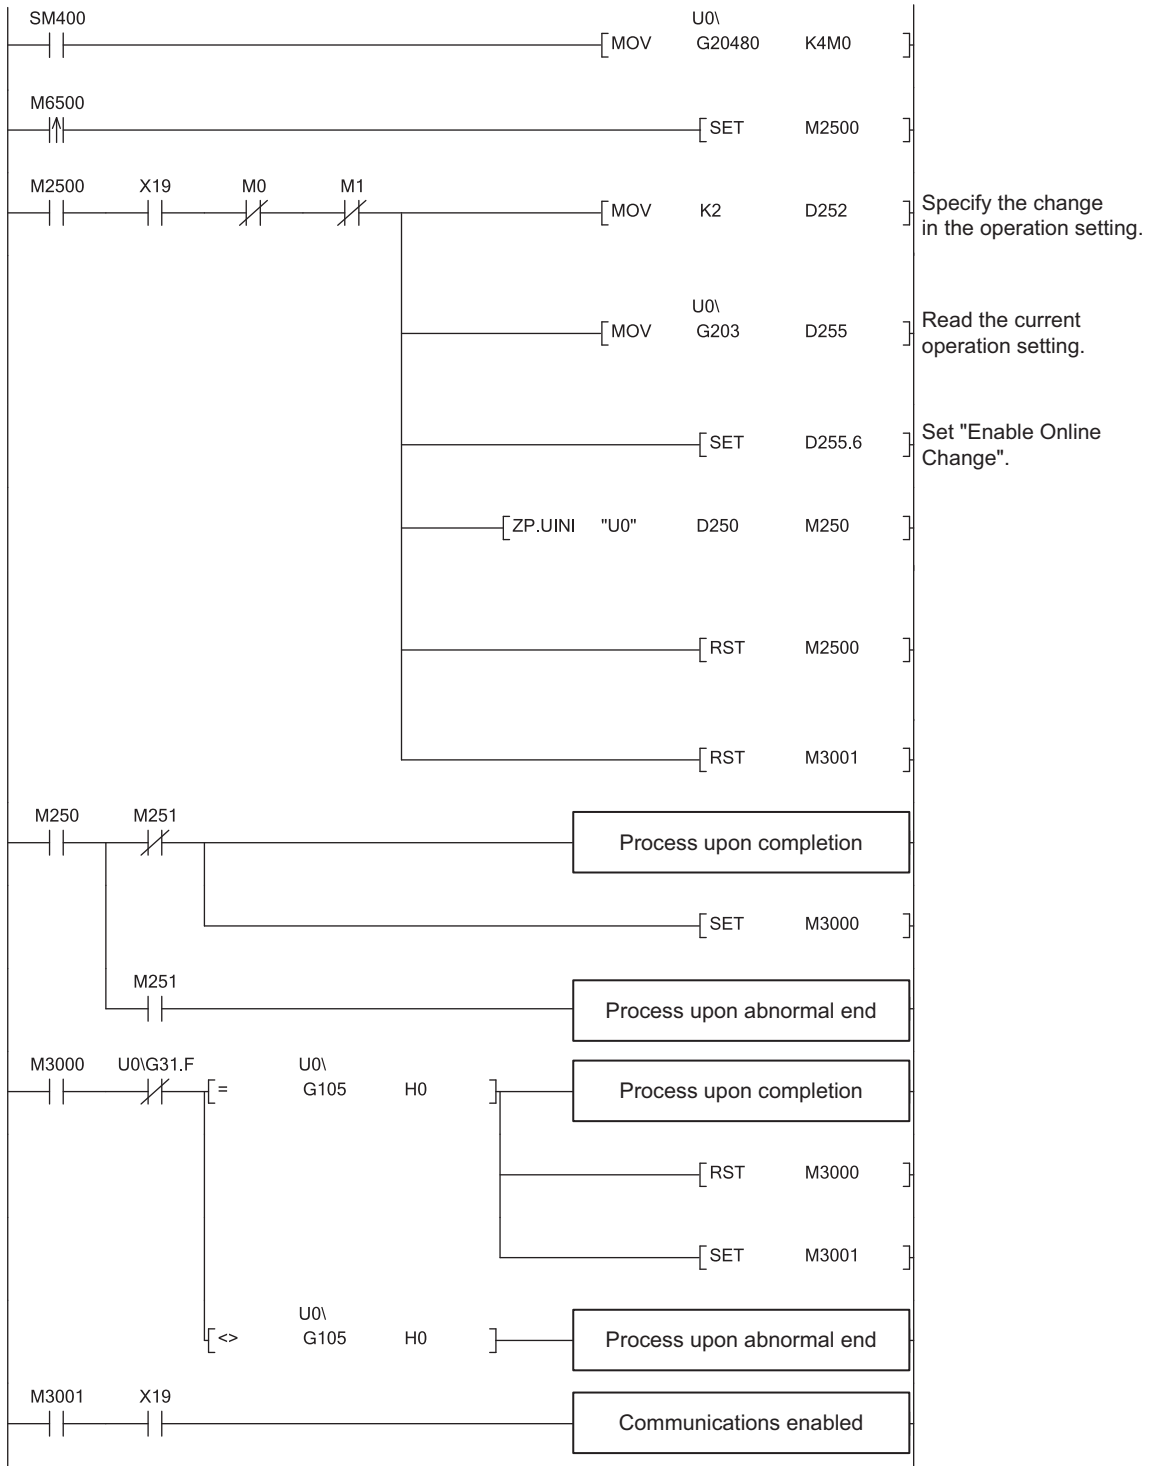 SM400
U0\
MOV G20480 K4M0
M6500
SET M2500
M2500 X19 M0 M1
MOV K2 D252
Specify the change
in the operation setting.
U0\
MOV G203 D255
Read the current
operation setting.
SET D255.6
Set "Enable Online
Change".
ZP.UINI "U0" D250 M250
RST M2500
RST M3001
M250 M251
Process upon completion
SET M3000
M251
Process upon abnormal end
M3000 U0\G31.F U0\
= G105 H0
Process upon completion
RST M3000
SET M3001
U0\
<> G105 H0
Process upon abnormal end
M3001 X19
Communications enabled